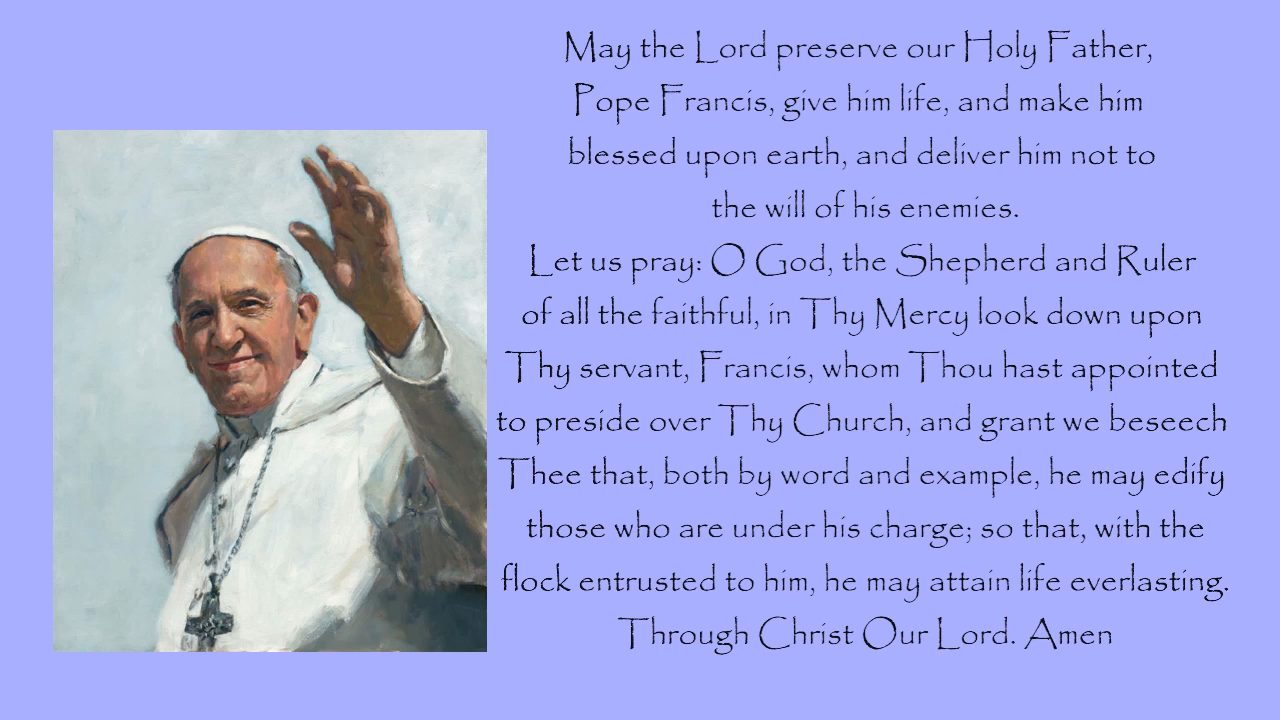 May the Lord preserve our Holy Father,
Pope Francis, give him life, and make him
blessed upon earth, and deliver him not to
the will of his enemies.
Let us pray: O God, the Shepherd and Ruler
of all the faithful, in Thy Mercy look down upon
Thy servant, Francis, whom Thou hast appointed
to preside over Thy Church, and grant we beseech
Thee that, both by word and example, he may edify
those who are under his charge; so that, with the
flock entrusted to him, he may attain life everlasting.
Through Christ Our Lord. Amen